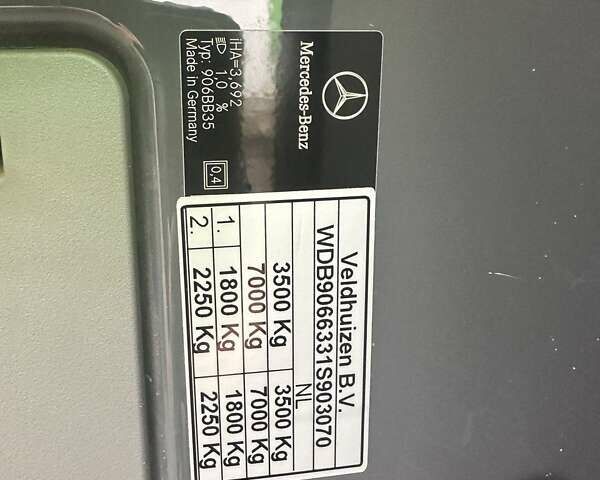 Mercedes-Benz
iHA=3,692
1,0 %
Typ: 906BB35
Made in Germany
0,4
Veldhuizen B.V.
WDB9066331S903070
NL
3500 Kg 3500 Kg
7000 Kg 7000 Kg
1. 1800 Kg 1800 Kg
2. 2250 Kg 2250 Kg